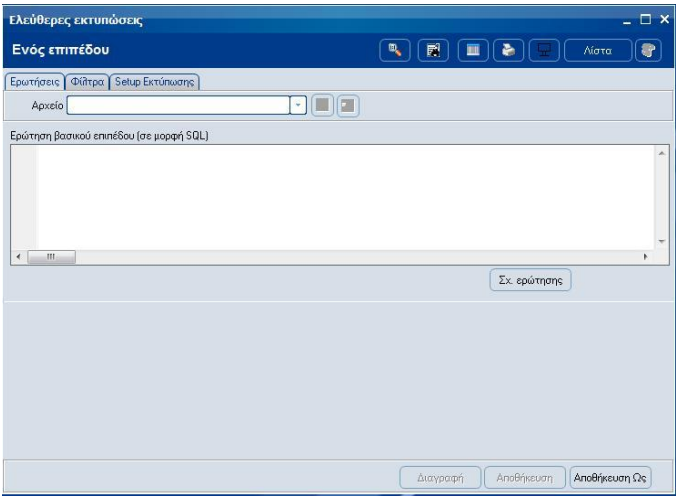 Ελεύθερες εκτυπώσεις
Ενός επιπέδου
Λίστα
Ερωτήσεις Φίλτρα Setup Εκτύπωσης
Αρχείο
Ερώτηση βασικού επιπέδου (σε μορφή SQL)
Σχ. ερώτησης
Διαγραφή Αποθήκευση Αποθήκευση Ως